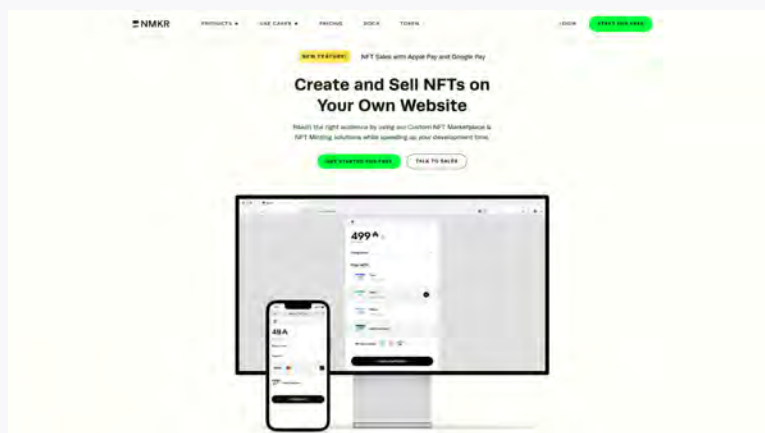 NMKR
PRODUCTS USE CASES PRICING DOCS TOKEN LOGIN START FOR FREE
NEW FEATURE! NFT Sales with Apple Pay and Google Pay
Create and Sell NFTs on
Your Own Website
Reach the right audience by using our Custom NFT Marketplace &
NFT Minting solutions while speeding up your development time.
GET STARTED FOR FREE TALK TO SALES
499
48